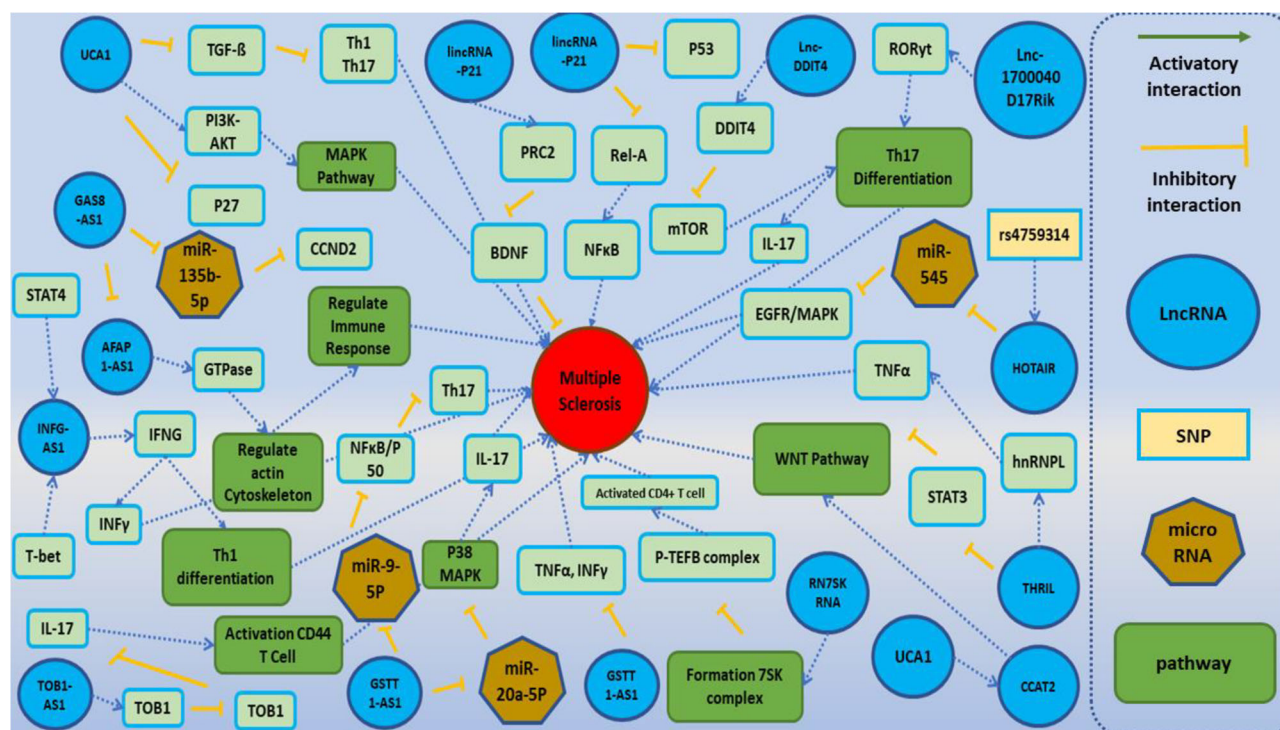 UCA1
TGF-ß
Th1
Th17
lincRNA
-P21
lincRNA
-P21
P53
Lnc-
DDIT4
RORyt
Lnc-
1700040
D17Rik
PI3K-
AKT
MAPK
Pathway
PRC2
Rel-A
DDIT4
Th17
Differentiation
GAS8
-AS1
P27
miR-
135b-
5p
CCND2
BDNF
NFκB
mTOR
IL-17
miR-
545
rs4759314
STAT4
Regulate
Immune
Response
EGFR/MAPK
AFAP
1-AS1
GTPase
Th17
Multiple
Sclerosis
TNFα
HOTAIR
INFG-
AS1
IFNG
Regulate
actin
Cytoskeleton
NFκB/P
50
IL-17
Activated CD4+ T cell
WNT Pathway
STAT3
hnRNPL
T-bet
INFγ
Th1
differentiation
miR-9-
5P
P38
MAPK
TNFα, INFγ
P-TEFB complex
RN7SK
RNA
THRIL
IL-17
Activation CD44
T Cell
TOB1-
AS1
TOB1
TOB1
GSTT
1-AS1
miR-
20a-5P
GSTT
1-AS1
Formation 7SK
complex
UCA1
CCAT2
Activatory
interaction
Inhibitory
interaction
LncRNA
SNP
micro
RNA
pathway